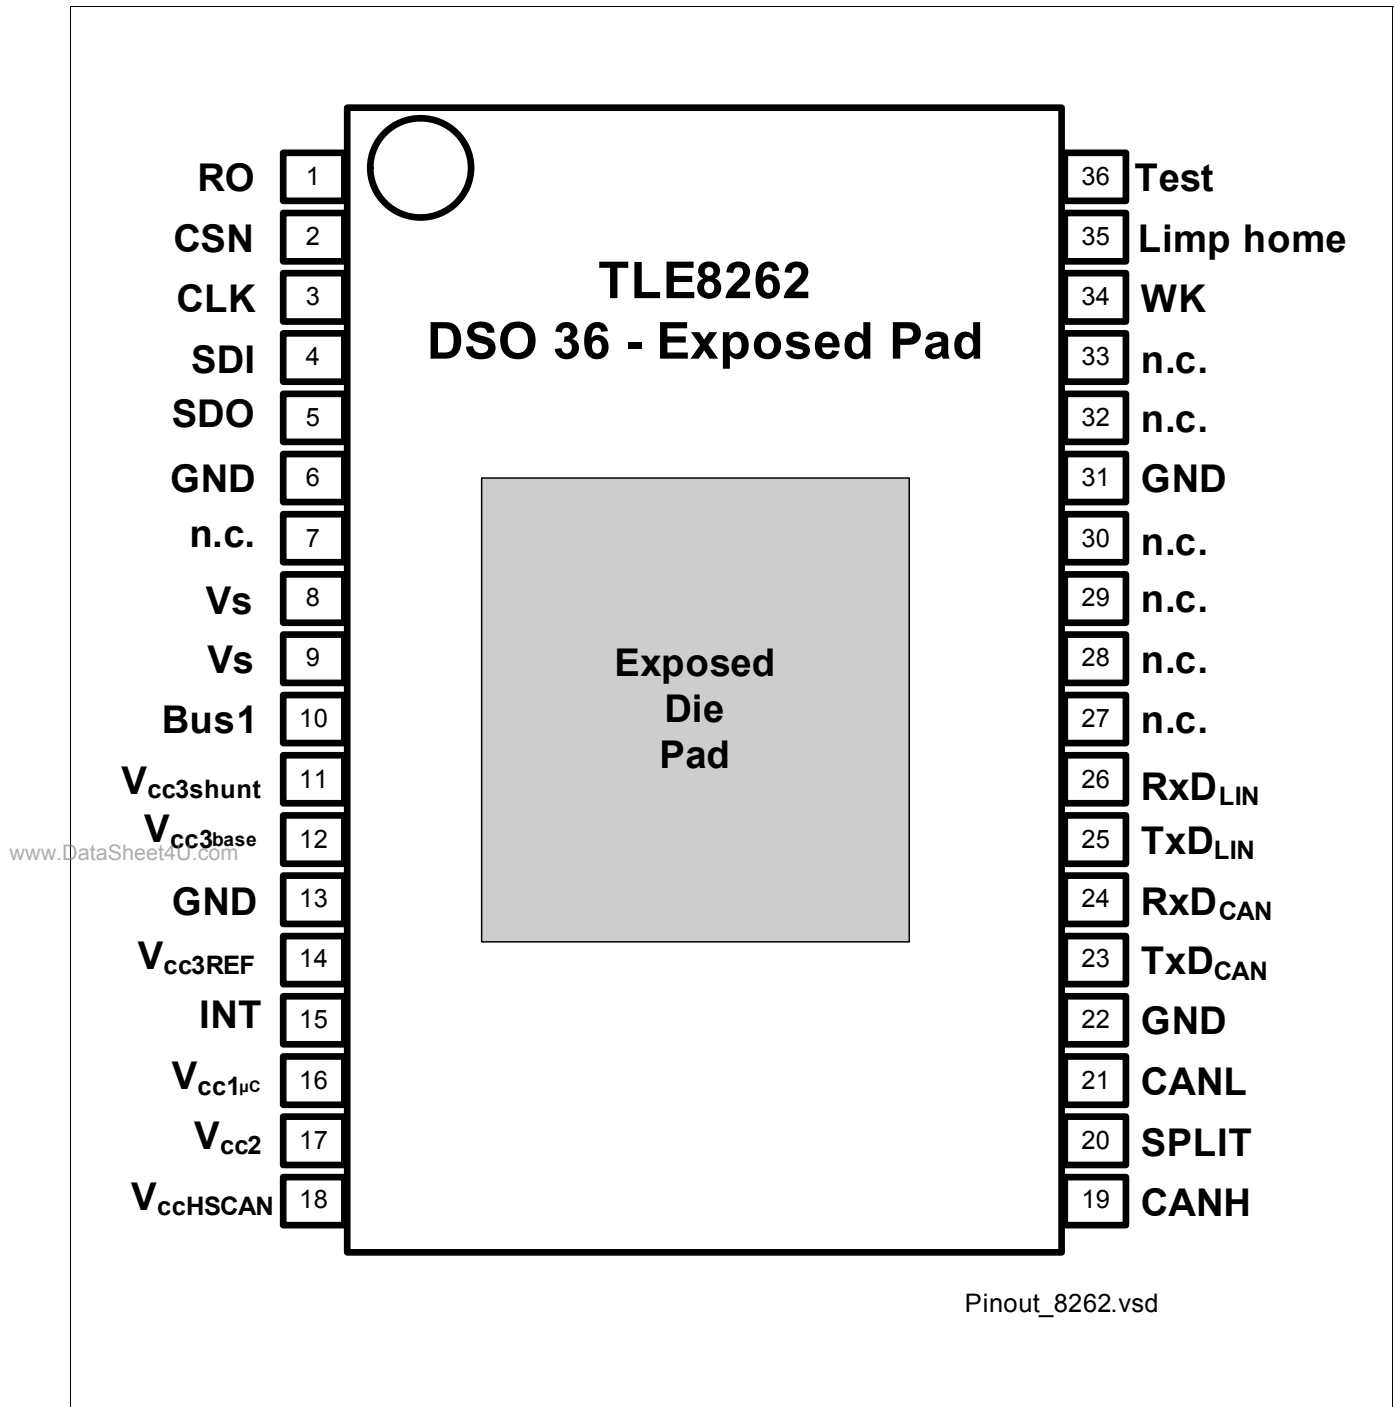 RO 1
CSN 2
CLK 3
SDI 4
SDO 5
GND 6
n.c. 7
Vs 8
Vs 9
Bus1 10
Vcc3shunt 11
Vcc3base 12
www.DataSheet4U.com
GND 13
Vcc3REF 14
INT 15
Vcc1µC 16
Vcc2 17
VccHSCAN 18
TLE8262
DSO 36 - Exposed Pad
Exposed
Die
Pad
36 Test
35 Limp home
34 WK
33 n.c.
32 n.c.
31 GND
30 n.c.
29 n.c.
28 n.c.
27 n.c.
26 RxDLIN
25 TxDLIN
24 RxDCAN
23 TxDCAN
22 GND
21 CANL
20 SPLIT
19 CANH
Pinout_8262.vsd